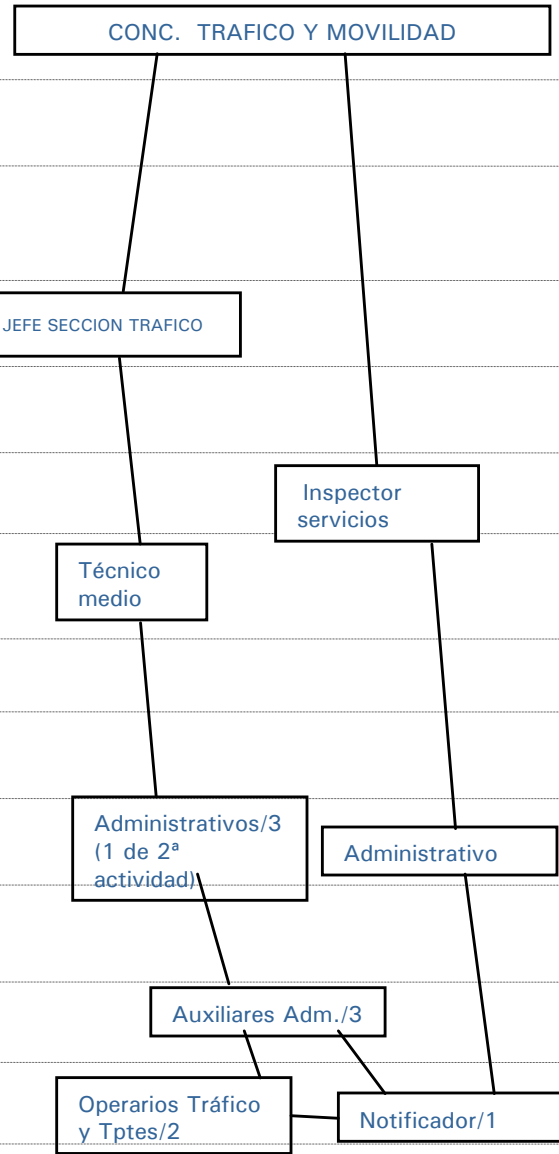 CONC. TRAFICO Y MOVILIDAD
JEFE SECCION TRAFICO
Inspector
servicios
Técnico
medio
Administrativos/3
(1 de 2ª
actividad)
Administrativo
Auxiliares Adm./3
Operarios Tráfico
y Tptes/2
Notificador/1